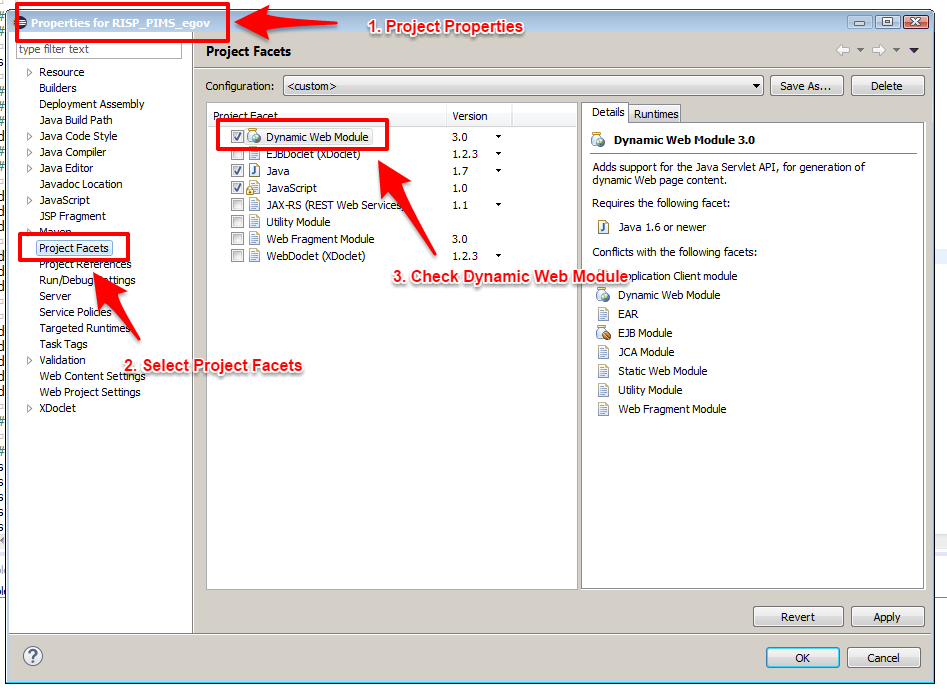 Properties for RISP_PIMS_egov
1. Project Properties
type filter text
Project Facets
Resource
Builders
Deployment Assembly
Java Build Path
Java Code Style
Java Compiler
Java Editor
Javadoc Location
JavaScript
JSP Fragment
Maven
Project Facets
Project References
Run/Debug Settings
Server
Service Policies
Targeted Runtimes
Task Tags
Validation
Web Content Settings
Web Project Settings
XDoclet
2. Select Project Facets
Configuration: <custom> Save As... Delete
Project Facet Version
Dynamic Web Module 3.0
EJBDoclet (XDoclet) 1.2.3
Java 1.7
JavaScript 1.0
JAX-RS (REST Web Services) 1.1
Utility Module
Web Fragment Module 3.0
WebDoclet (XDoclet) 1.2.3
3. Check Dynamic Web Module
Details Runtimes
Dynamic Web Module 3.0
Adds support for the Java Servlet API, for generation of
dynamic Web page content.
Requires the following facet:
Java 1.6 or newer
Conflicts with the following facets:
Application Client module
Dynamic Web Module
EAR
EJB Module
JCA Module
Static Web Module
Utility Module
Web Fragment Module
Revert Apply
? OK Cancel